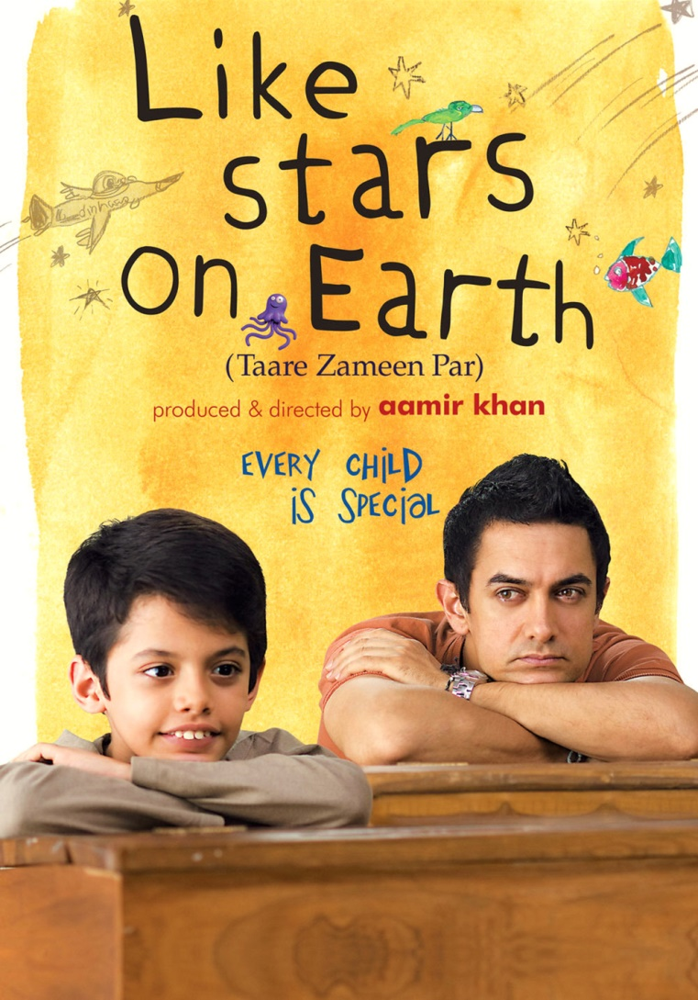 Like
stars
on Earth
(Taare Zameen Par)
produced & directed by aamir khan
EVERY CHiLD
iS SPECiaL